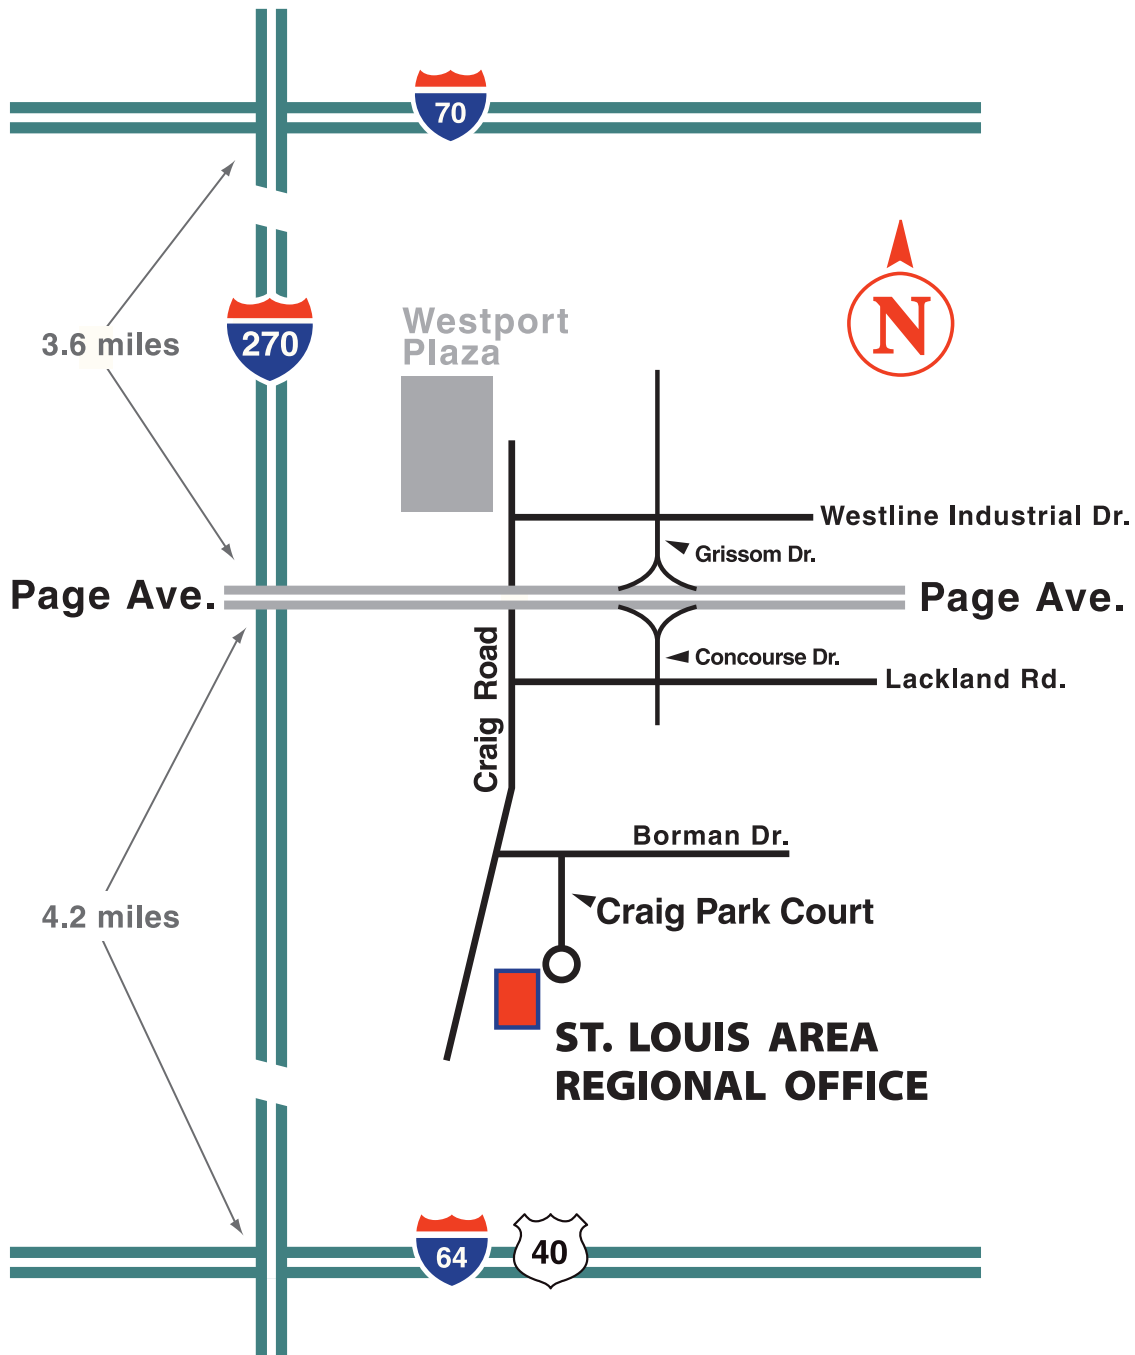 70
3.6 miles
270
Westport
Plaza
N
Westline Industrial Dr.
Grissom Dr.
Page Ave.
Page Ave.
Craig Road
Concourse Dr.
Lackland Rd.
Borman Dr.
4.2 miles
Craig Park Court
ST. LOUIS AREA
REGIONAL OFFICE
64
40